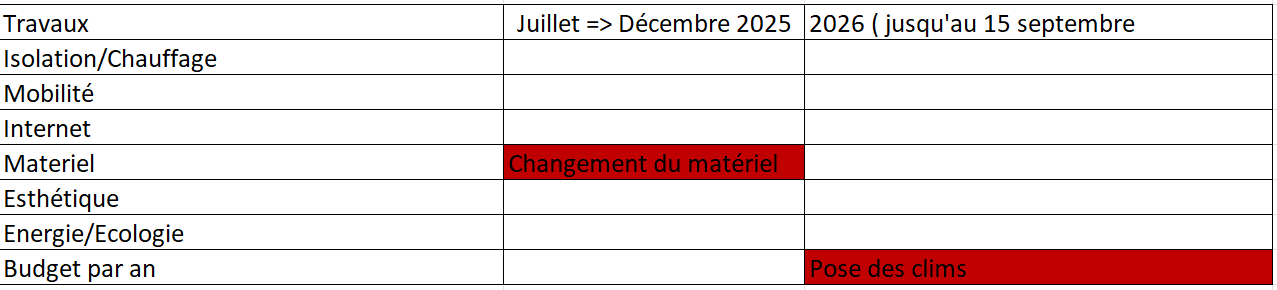 Travaux Juillet => Décembre 2025 2026 ( jusqu'au 15 septembre
Isolation/Chauffage
Mobilité
Internet
Materiel Changement du matériel
Esthétique
Energie/Ecologie
Budget par an Pose des clims